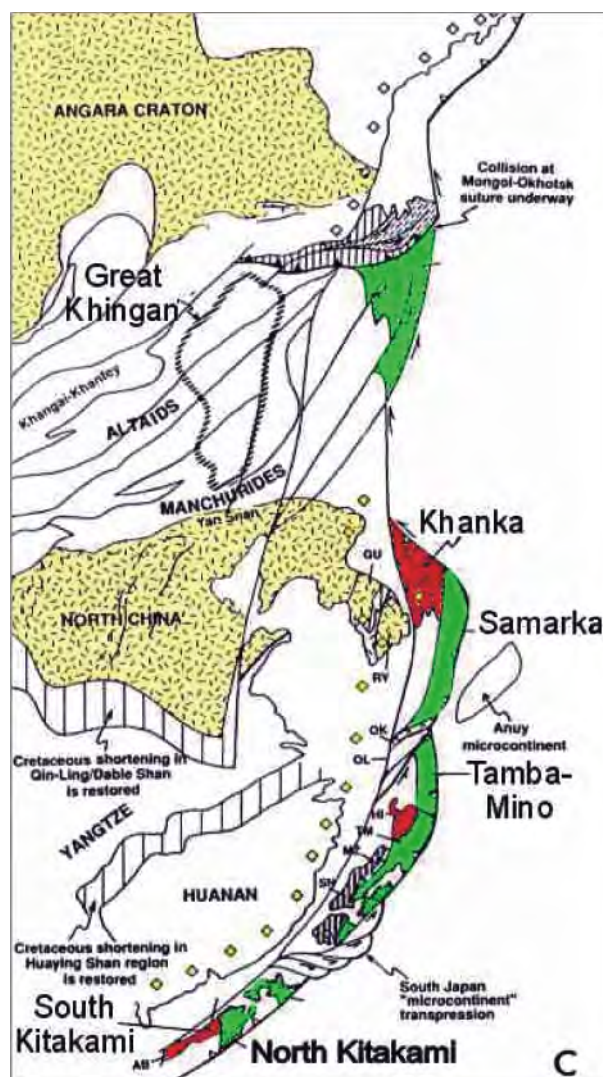 ANGARA CRATON
Collision at
Mongol-Okhotsk
suture underway
Great
Khingan
Khangai-Khantey
ALTAIDS
MANCHURIDES
Yan Shan
Khanka
GU
NORTH CHINA
Samarka
RY
Anuy
microcontinent
OK
OL
Cretaceous shortening in
Qin-Ling/Dabie Shan
is restored
Tamba-
Mino
HI
TM
YANGTZE
MZ
SH
HUANAN
Cretaceous shortening in
Huaying Shan region
is restored
South Japan
"microcontinent"
transpression
South
Kitakami
North Kitakami
AB
C